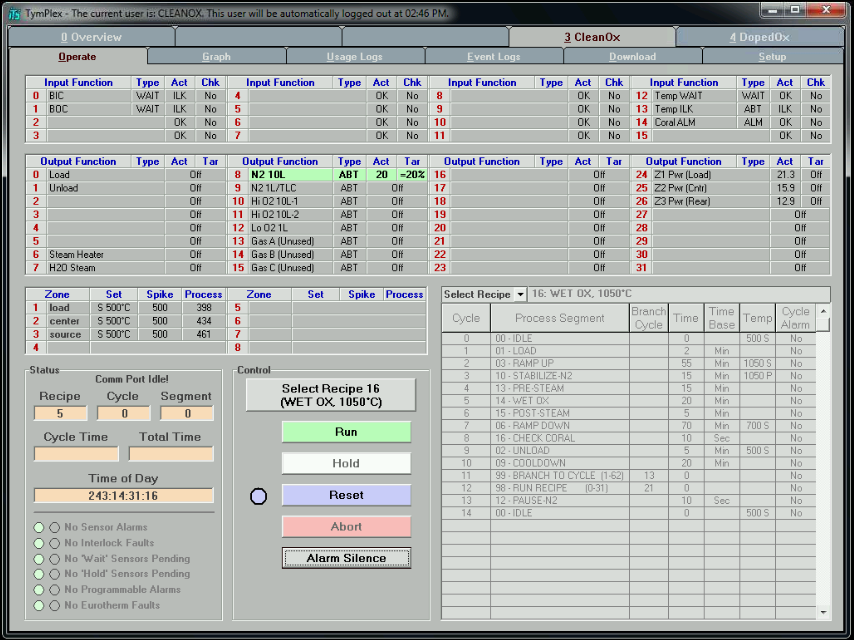 TymPlex - The current user is: CLEANOX. This user will be automatically logged out at 02:46 PM.
0 Overview 3 CleanOx 4 DopedOx
Operate Graph Usage Logs Event Logs Download Setup
Input Function Type Act Chk Input Function Type Act Chk Input Function Type Act Chk Input Function Type Act Chk
0 BIC WAIT ILK No 4 OK No 8 OK No 12 Temp WAIT WAIT OK No
1 BOC WAIT ILK No 5 OK No 9 OK No 13 Temp ILK ABT ILK No
2 OK No 6 OK No 10 OK No 14 Coral ALM ALM OK No
3 OK No 7 OK No 11 OK No 15 OK No
Output Function Type Act Tar Output Function Type Act Tar Output Function Type Act Tar Output Function Type Act Tar
0 Load Off 8 N2 10L ABT 20 =20% 16 Off 24 Z1 Pwr (Load) 21.3 Off
1 Unload Off 9 N2 1L/TLC ABT Off 17 Off 25 Z2 Pwr (Cntr) 15.9 Off
2 Off 10 Hi O2 10L-1 ABT Off 18 Off 26 Z3 Pwr (Rear) 12.9 Off
3 Off 11 Hi O2 10L-2 ABT Off 19 Off 27 Off
4 Off 12 Lo O2 1L ABT Off 20 Off 28 Off
5 Off 13 Gas A (Unused) ABT Off 21 Off 29 Off
6 Steam Heater Off 14 Gas B (Unused) ABT Off 22 Off 30 Off
7 H2O Steam Off 15 Gas C (Unused) ABT Off 23 Off 31 Off
Zone Set Spike Process Zone Set Spike Process
1 load S 500°C 500 398 5
2 center S 500°C 500 434 6
3 source S 500°C 500 461 7
4 8
Status
Comm Port Idle!
Recipe Cycle Segment
5 0 0
Cycle Time Total Time
Time of Day
243:14:31:16
No Sensor Alarms
No Interlock Faults
No 'Wait' Sensors Pending
No 'Hold' Sensors Pending
No Programmable Alarms
No Eurotherm Faults
Control
Select Recipe 16
(WET OX, 1050°C)
Run
Hold
Reset
Abort
Alarm Silence
Select Recipe 16: WET OX, 1050°C
Cycle Process Segment Branch Cycle Time Time Base Temp Cycle Alarm
0 00 - IDLE 0 500 S No
1 01 - LOAD 2 Min No
2 03 - RAMP UP 55 Min 1050 S No
3 10 - STABILIZE-N2 15 Min 1050 P No
4 13 - PRE-STEAM 15 Min No
5 14 - WET OX 20 Min No
6 15 - POST-STEAM 5 Min No
7 06 - RAMP DOWN 70 Min 700 S No
8 16 - CHECK CORAL 10 Sec No
9 02 - UNLOAD 5 Min 500 S No
10 09 - COOLDOWN 20 Min No
11 99 - BRANCH TO CYCLE (1-62) 13 0 No
12 98 - RUN RECIPE (0-31) 21 0 No
13 12 - PAUSE-N2 10 Sec No
14 00 - IDLE 0 500 S No